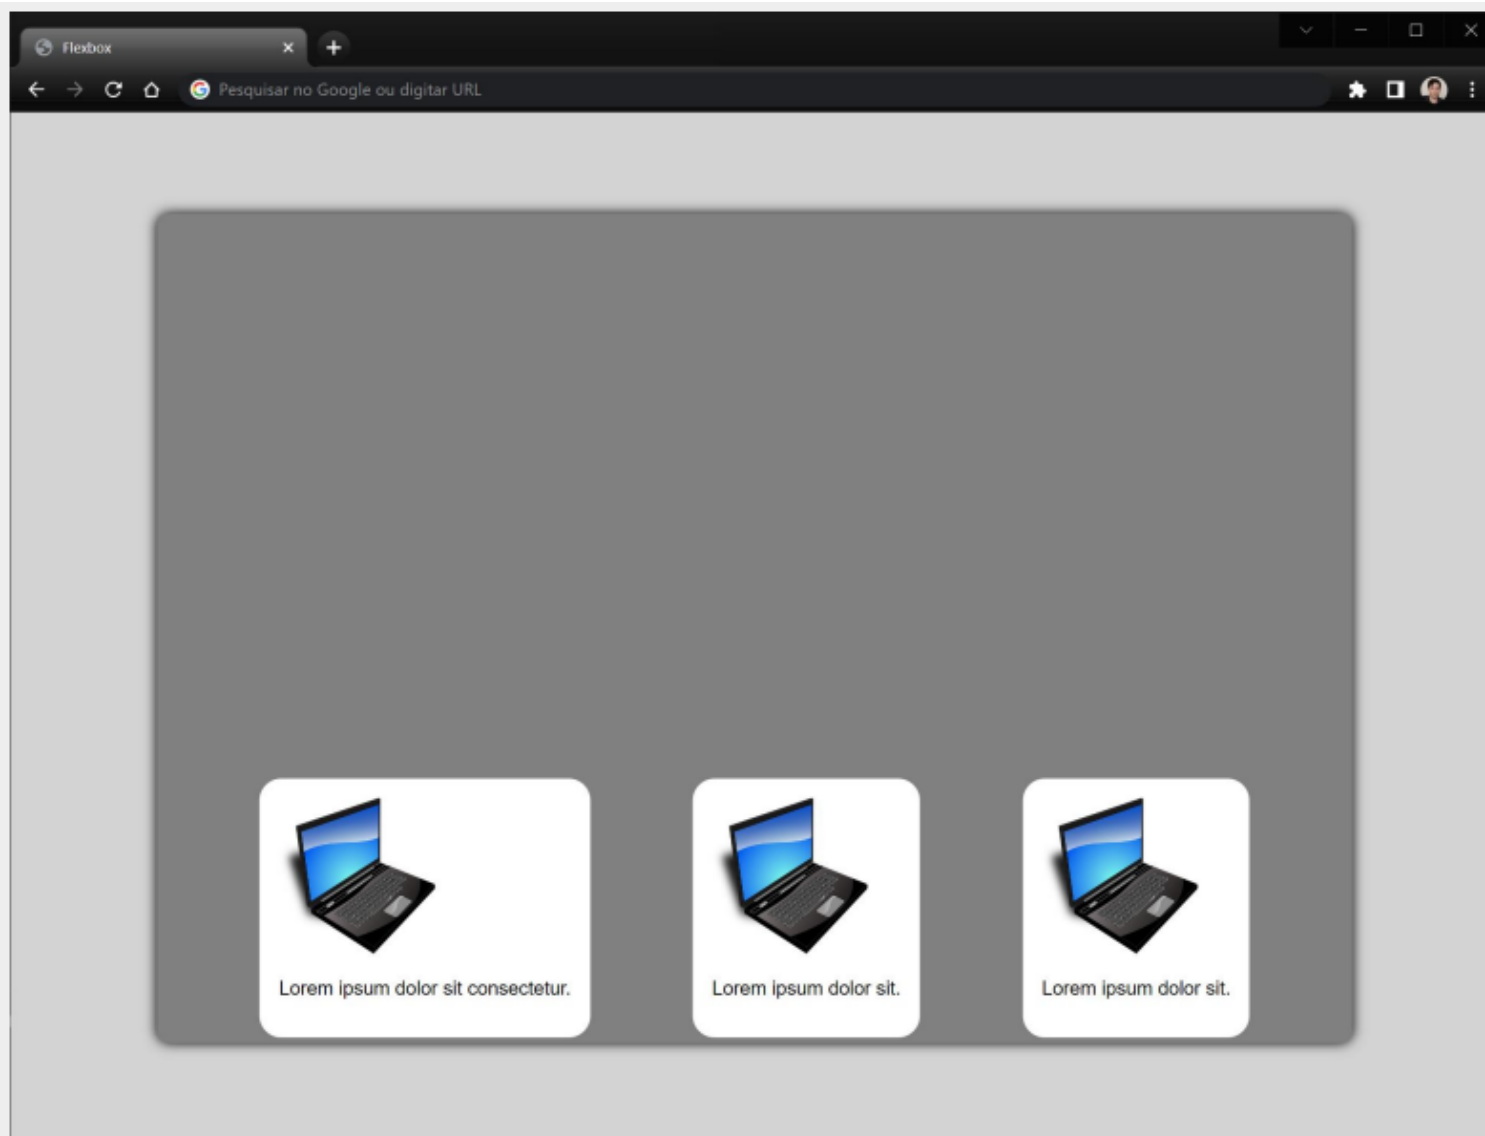 Flexbox
Pesquisar no Google ou digitar URL
Lorem ipsum dolor sit consectetur.
Lorem ipsum dolor sit.
Lorem ipsum dolor sit.